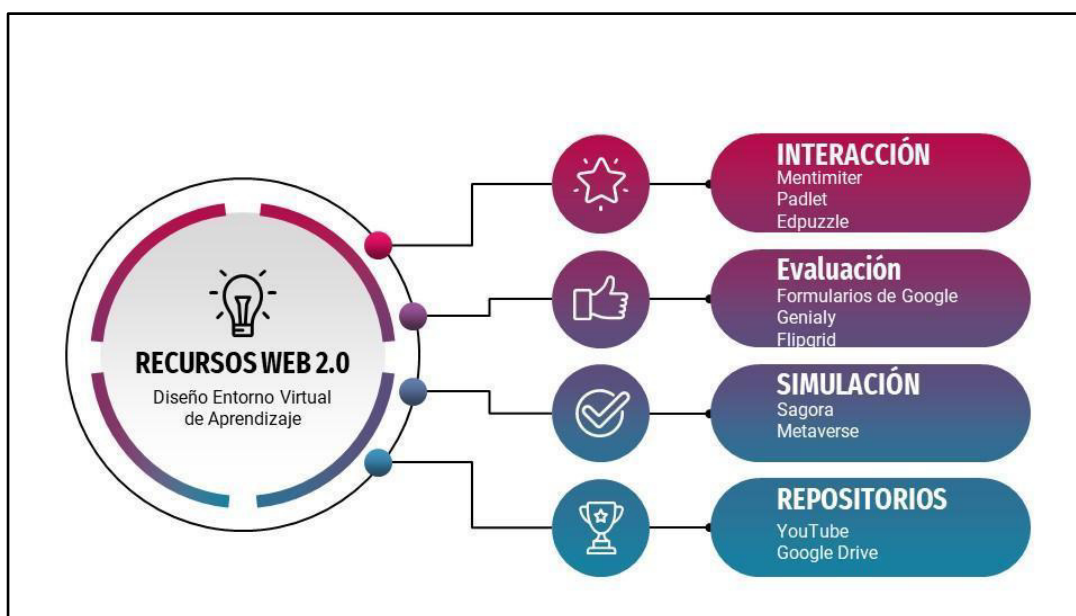 RECURSOS WEB 2.0
Diseño Entorno Virtual
de Aprendizaje
INTERACCIÓN
Mentimiter
Padlet
Edpuzzle
Evaluación
Formularios de Google
Genialy
Flipgrid
SIMULACIÓN
Sagora
Metaverse
REPOSITORIOS
YouTube
Google Drive